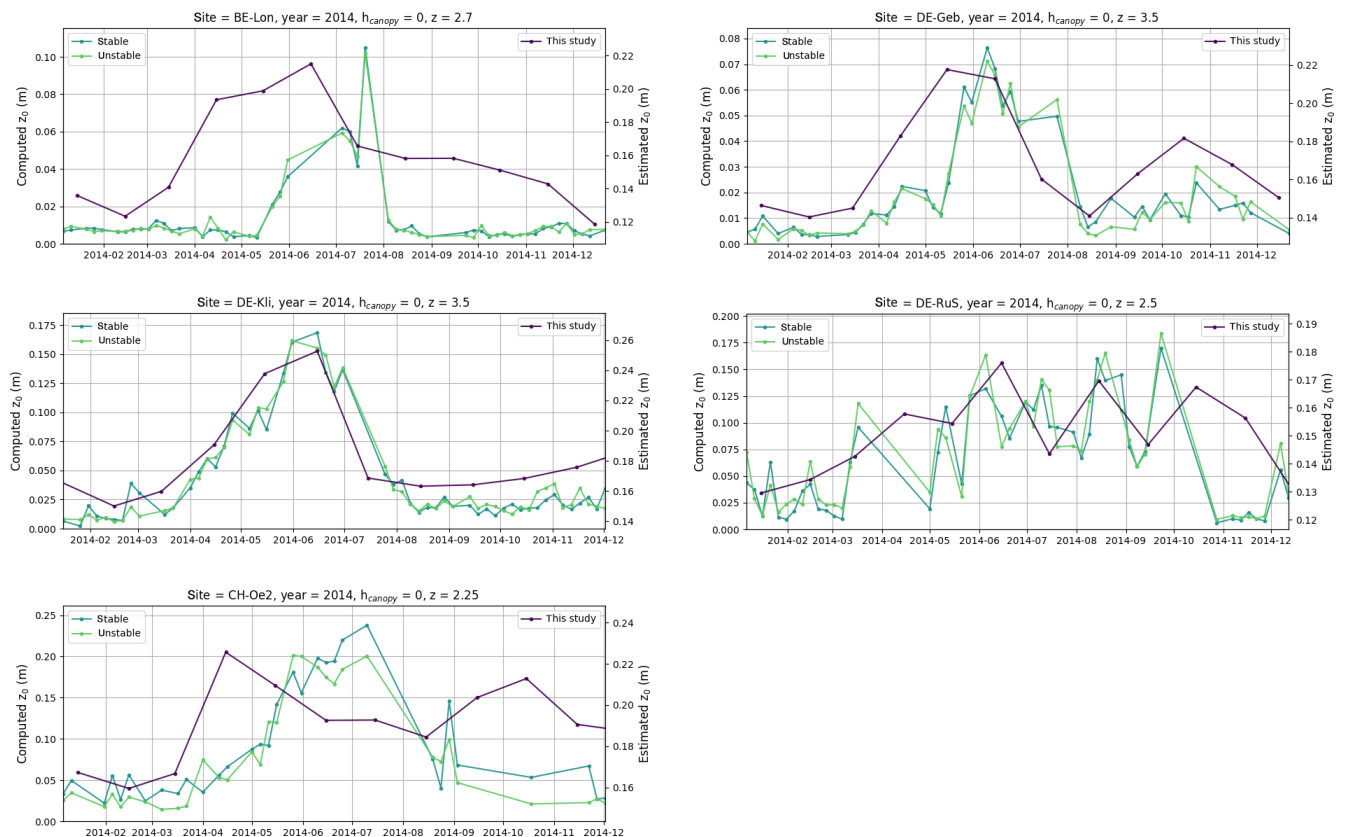 Site = BE-Lon, year = 2014, h_canopy = 0, z = 2.7
Stable
Unstable
This study
Computed z_0 (m)
0.10
0.08
0.06
0.04
0.02
0.00
0.22
0.20
0.18
0.16
0.14
0.12
Estimated z_0 (m)
2014-02 2014-03 2014-04 2014-05 2014-06 2014-07 2014-08 2014-09 2014-10 2014-11 2014-12
Site = DE-Geb, year = 2014, h_canopy = 0, z = 3.5
Stable
Unstable
This study
Computed z_0 (m)
0.08
0.07
0.06
0.05
0.04
0.03
0.02
0.01
0.00
0.22
0.20
0.18
0.16
0.14
Estimated z_0 (m)
2014-02 2014-03 2014-04 2014-05 2014-06 2014-07 2014-08 2014-09 2014-10 2014-11 2014-12
Site = DE-Kli, year = 2014, h_canopy = 0, z = 3.5
Stable
Unstable
This study
Computed z_0 (m)
0.175
0.150
0.125
0.100
0.075
0.050
0.025
0.000
0.26
0.24
0.22
0.20
0.18
0.16
0.14
Estimated z_0 (m)
2014-02 2014-03 2014-04 2014-05 2014-06 2014-07 2014-08 2014-09 2014-10 2014-11 2014-12
Site = DE-RuS, year = 2014, h_canopy = 0, z = 2.5
Stable
Unstable
This study
Computed z_0 (m)
0.200
0.175
0.150
0.125
0.100
0.075
0.050
0.025
0.000
0.19
0.18
0.17
0.16
0.15
0.14
0.13
0.12
Estimated z_0 (m)
2014-02 2014-03 2014-04 2014-05 2014-06 2014-07 2014-08 2014-09 2014-10 2014-11 2014-12
Site = CH-Oe2, year = 2014, h_canopy = 0, z = 2.25
Stable
Unstable
This study
Computed z_0 (m)
0.25
0.20
0.15
0.10
0.05
0.00
0.24
0.22
0.20
0.18
0.16
Estimated z_0 (m)
2014-02 2014-03 2014-04 2014-05 2014-06 2014-07 2014-08 2014-09 2014-10 2014-11 2014-12